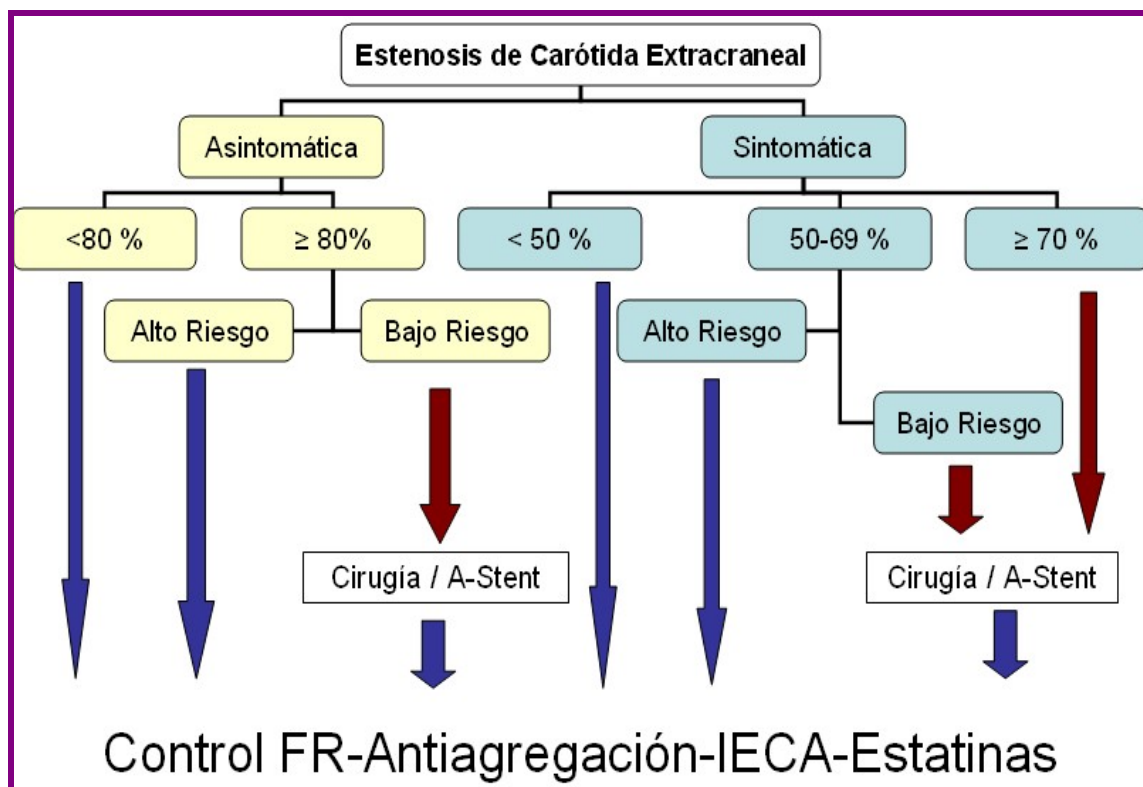 Estenosis de Carótida Extracraneal
Asintomática
Sintomática
<80 %
≥ 80%
< 50 %
50-69 %
≥ 70 %
Alto Riesgo
Bajo Riesgo
Alto Riesgo
Bajo Riesgo
Cirugía / A-Stent
Cirugía / A-Stent
Control FR-Antiagregación-IECA-Estatinas